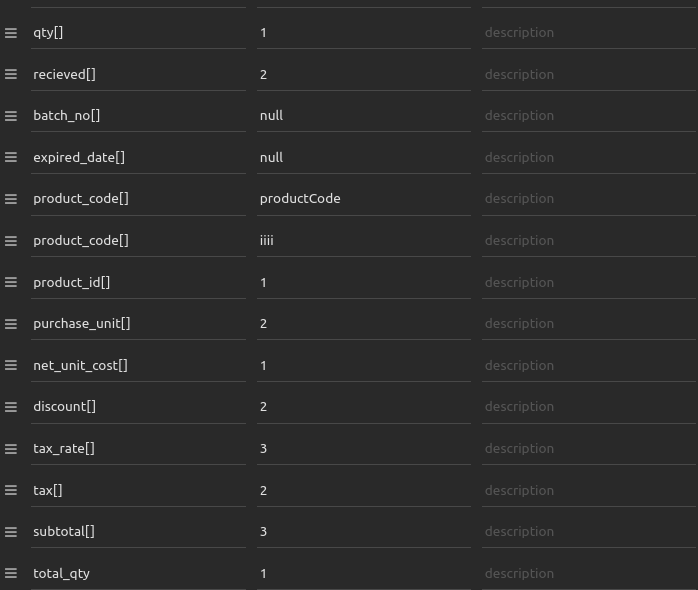 qty[] 1 description
recieved[] 2 description
batch_no[] null description
expired_date[] null description
product_code[] productCode description
product_code[] iiii description
product_id[] 1 description
purchase_unit[] 2 description
net_unit_cost[] 1 description
discount[] 2 description
tax_rate[] 3 description
tax[] 2 description
subtotal[] 3 description
total_qty 1 description